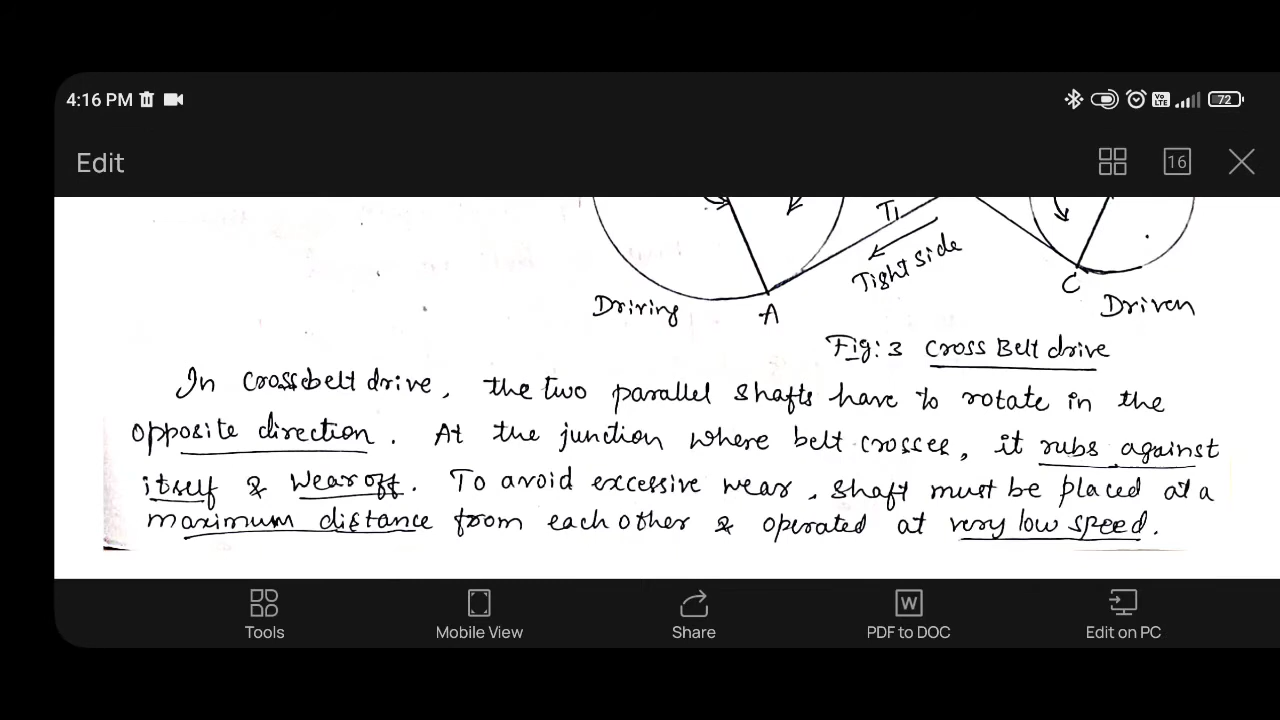 4:16 PM
72
Edit
16
T1
Tight side
Driving
A
C
Driven
Fig: 3 Cross Belt drive
In Crossbelt drive, the two parallel shafts have to rotate in the
opposite direction. At the junction where belt crosses, it rubs against
itself & Wear off. To avoid excessive wear, shaft must be placed at a
maximum distance from each other & operated at very low speed.
Tools
Mobile View
Share
W
PDF to DOC
Edit on PC